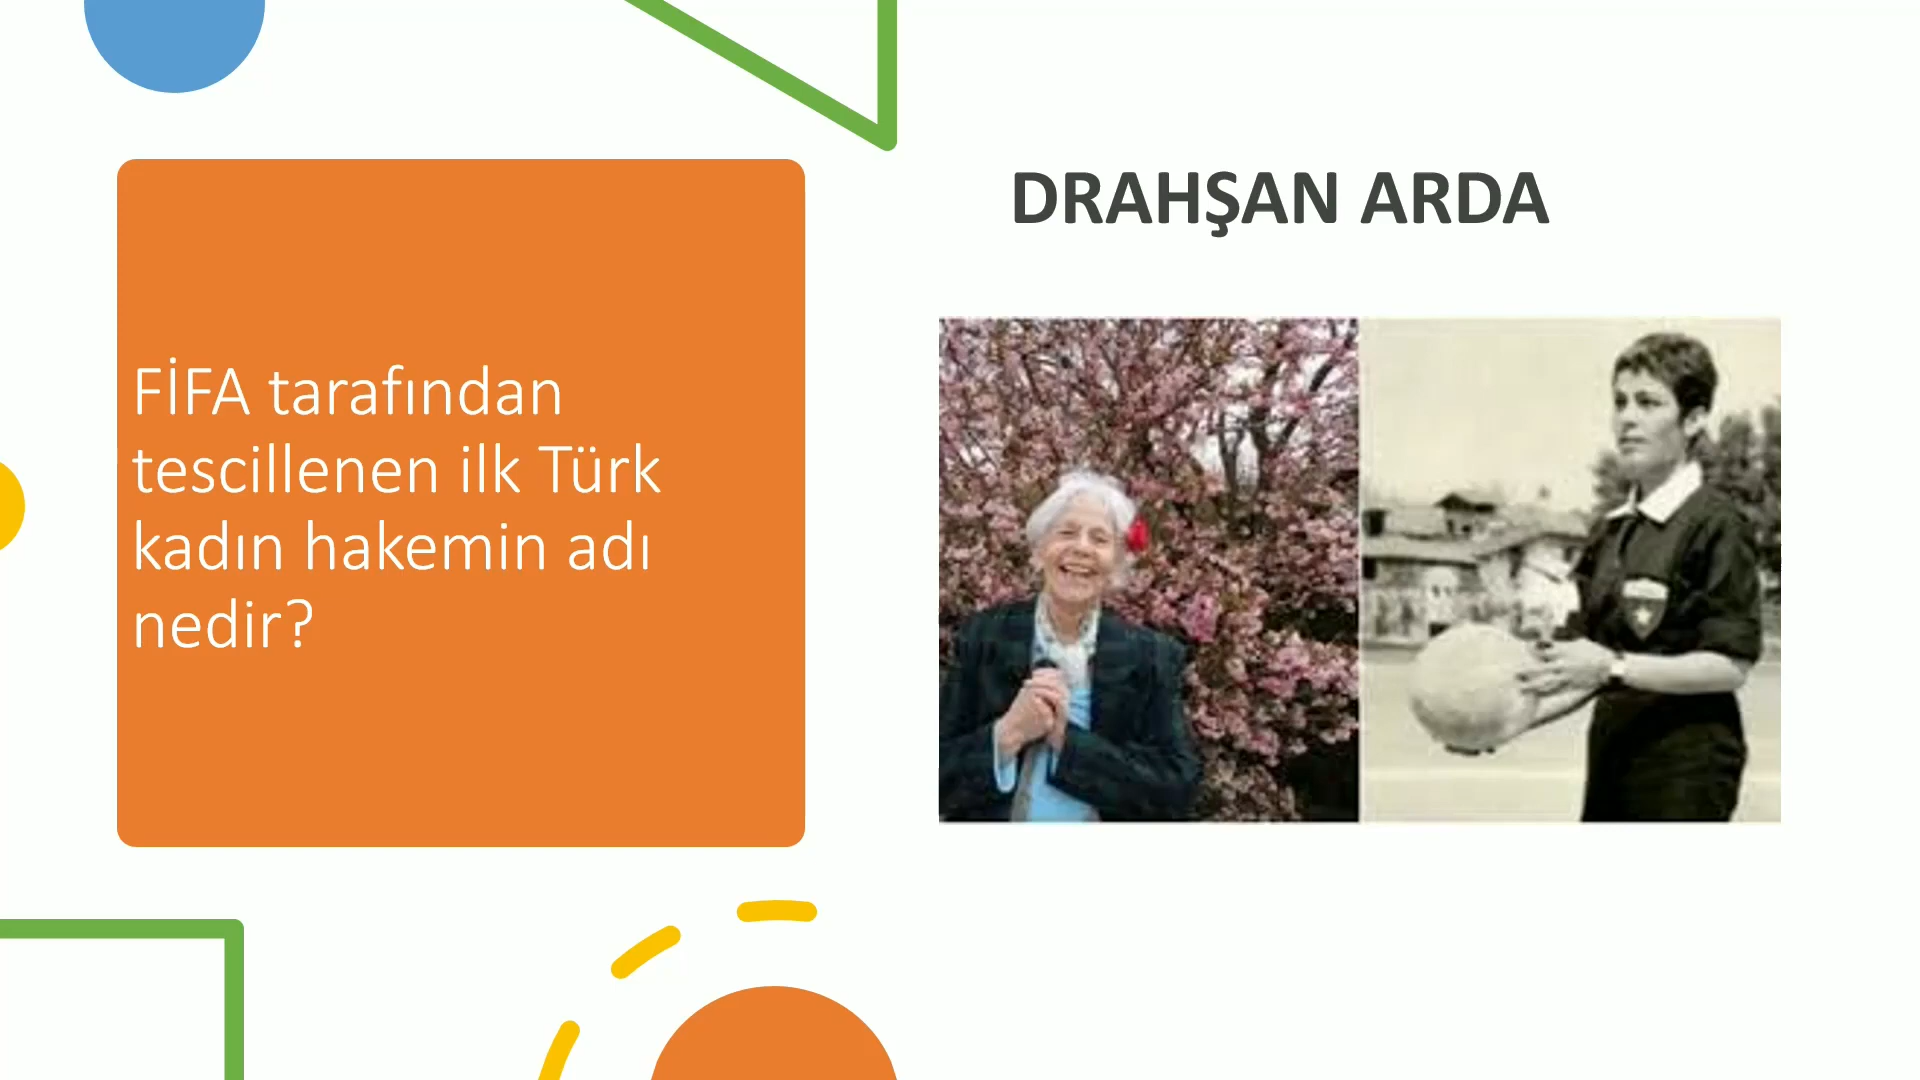 FİFA tarafından
tescillenen ilk Türk
kadın hakemin adı
nedir?
DRAHŞAN ARDA